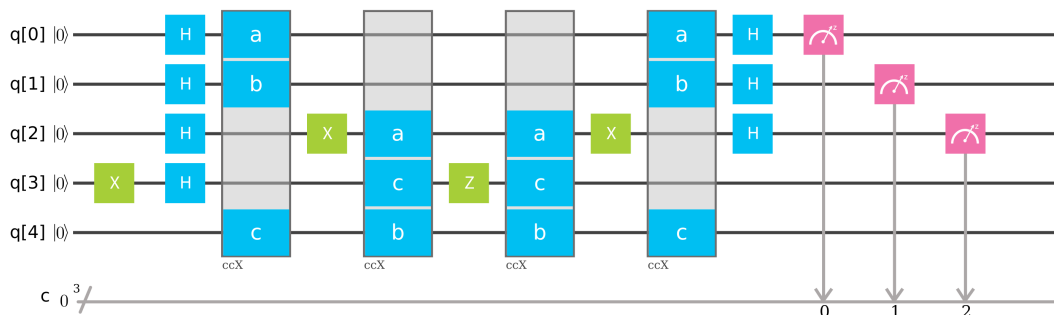 q[0] |0⟩ H a a H z
q[1] |0⟩ H b b H z
q[2] |0⟩ H X a a X H z
q[3] |0⟩ X H c Z c
q[4] |0⟩ c b b c
ccX ccX ccX ccX
c 0 3
0 1 2